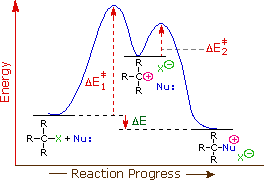 Energy
ΔE₁‡
ΔE₂‡
ΔE
R
R C ⊕ X ⊖
R Nu:
R
R C X + Nu:
R
R
R C Nu ⊕
R X ⊖
Reaction Progress